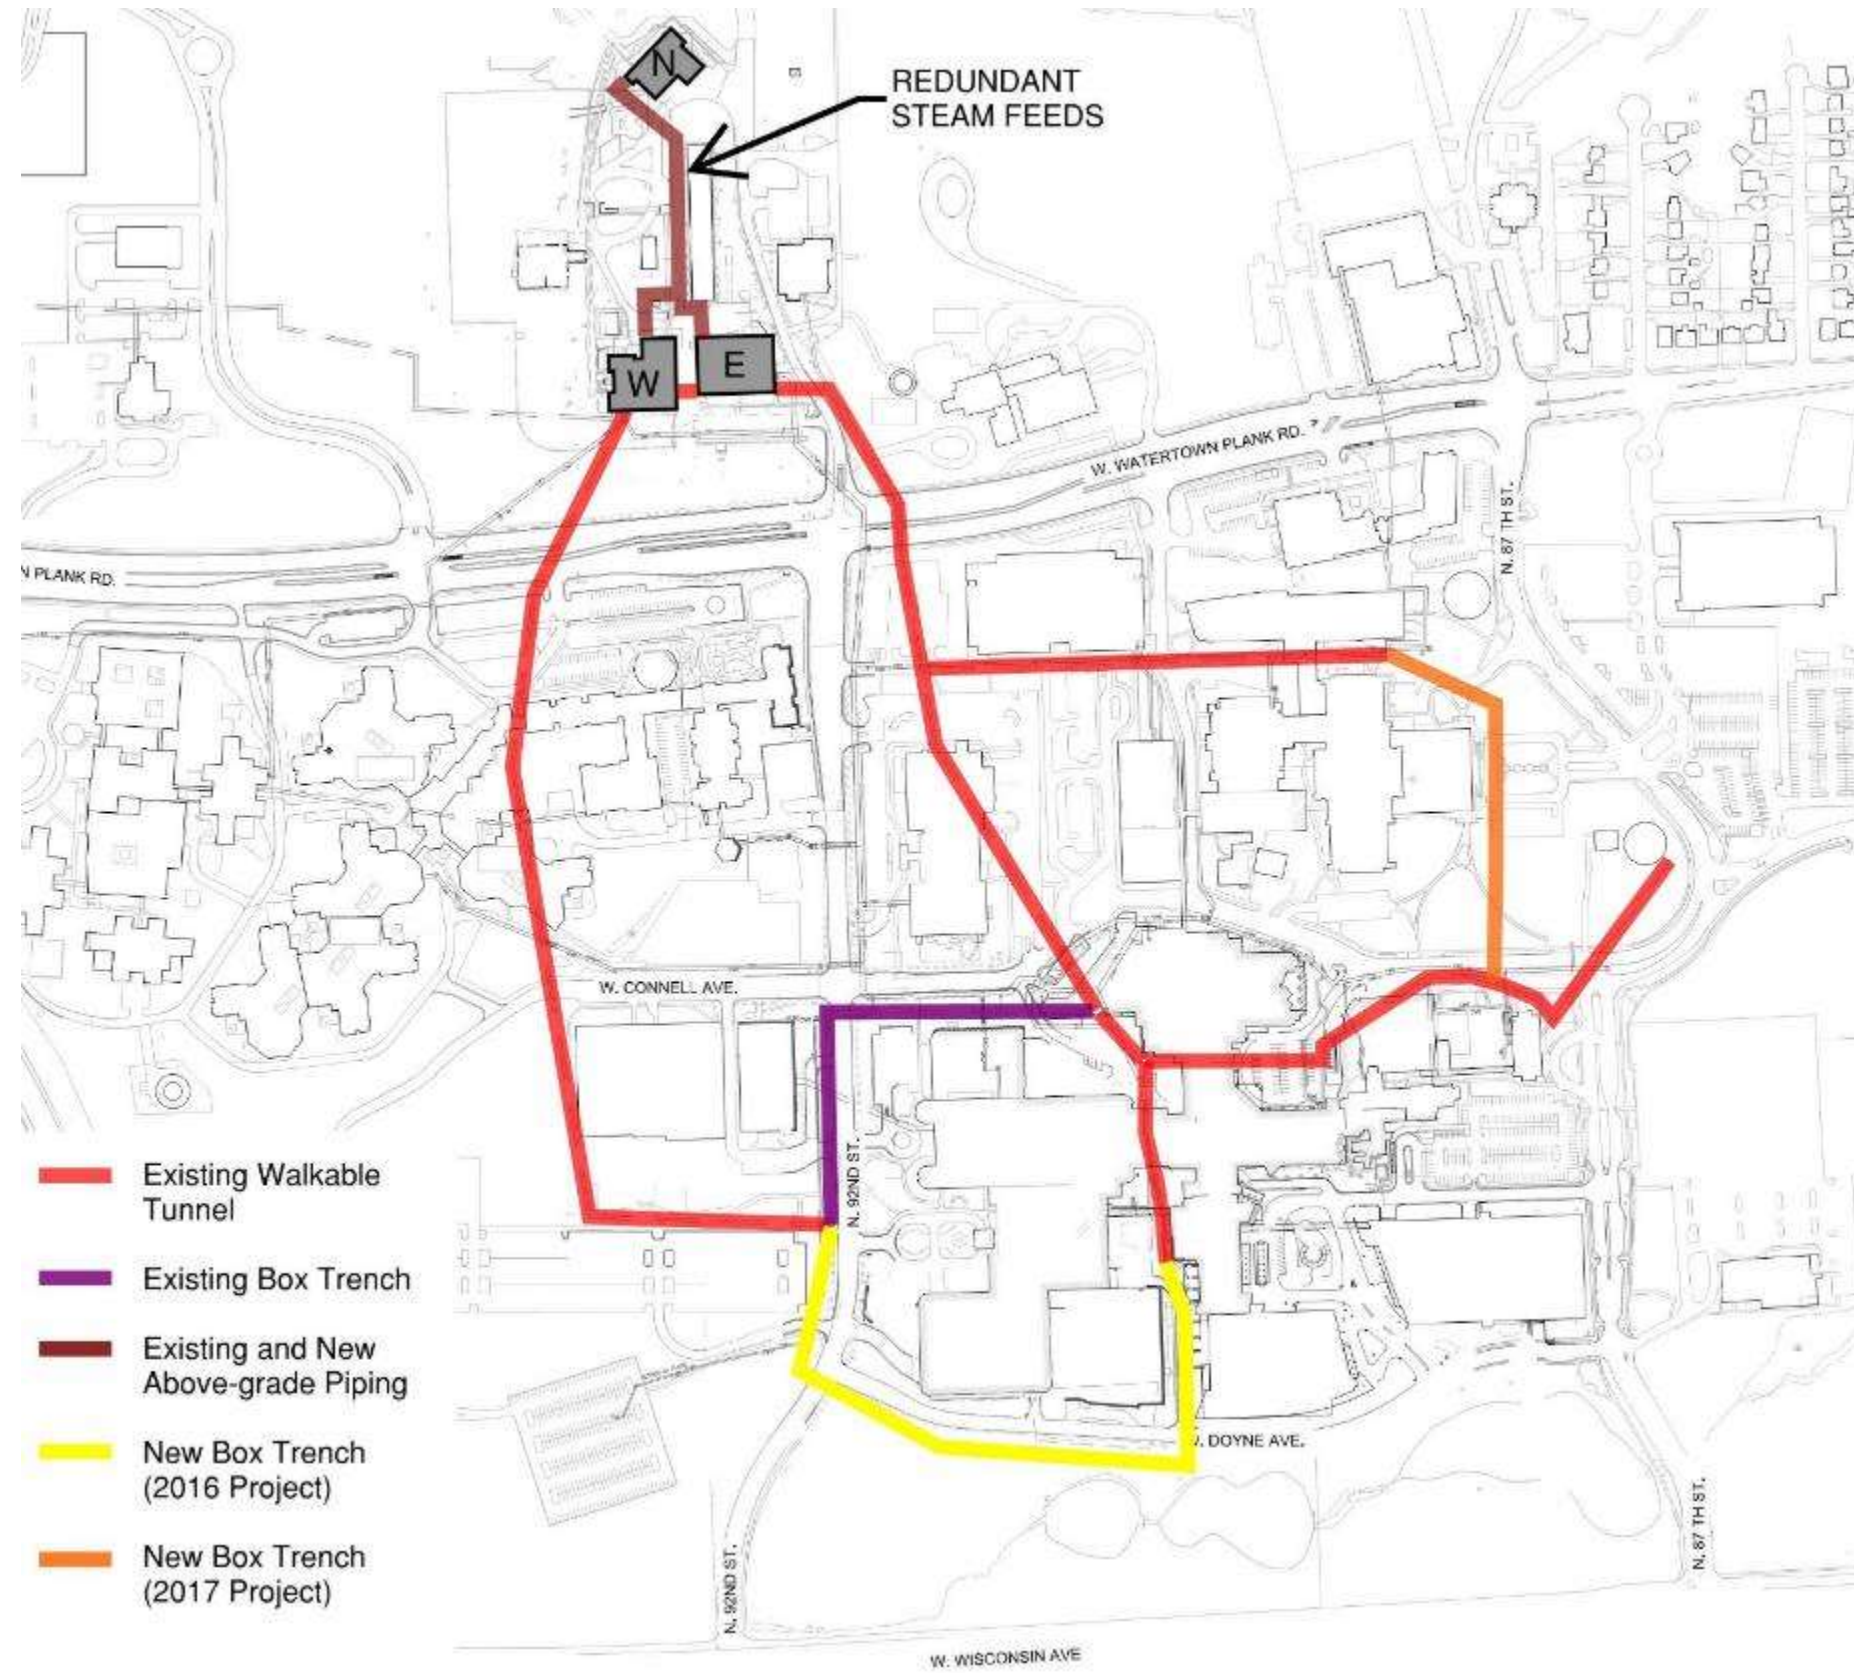 N
REDUNDANT
STEAM FEEDS
W
E
W. WATERTOWN PLANK RD.
N. 87 TH ST.
N PLANK RD.
W. CONNELL AVE.
N. 92ND ST.
Existing Walkable
Tunnel
Existing Box Trench
Existing and New
Above-grade Piping
W. DOYNE AVE.
New Box Trench
(2016 Project)
N. 87 TH ST.
New Box Trench
(2017 Project)
N. 92ND ST.
W. WISCONSIN AVE